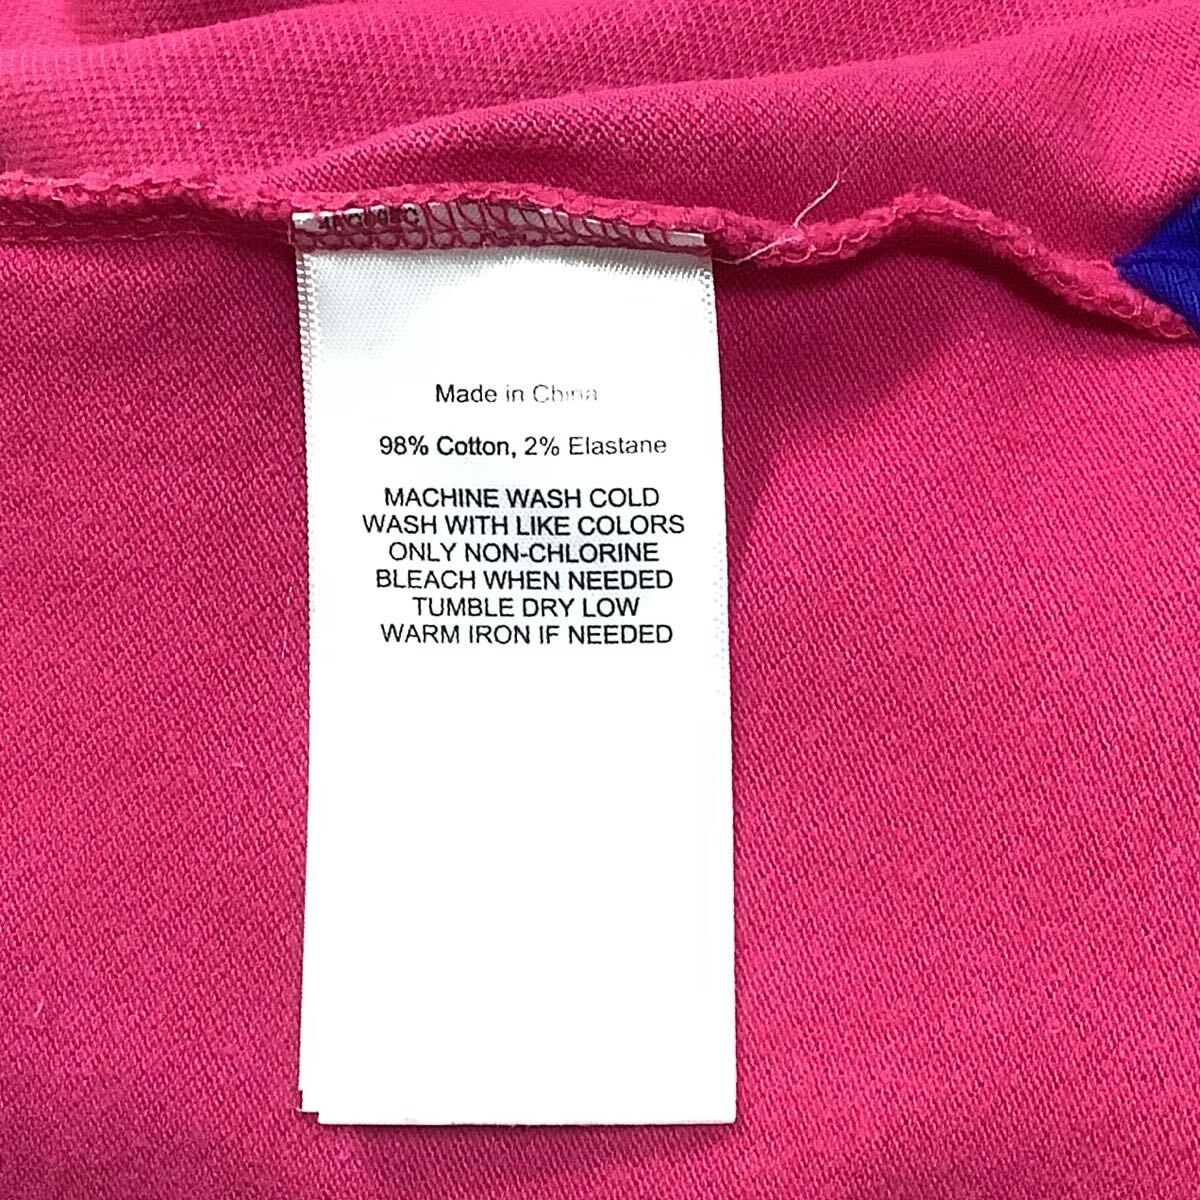 Made in China
98% Cotton, 2% Elastane
MACHINE WASH COLD
WASH WITH LIKE COLORS
ONLY NON-CHLORINE
BLEACH WHEN NEEDED
TUMBLE DRY LOW
WARM IRON IF NEEDED